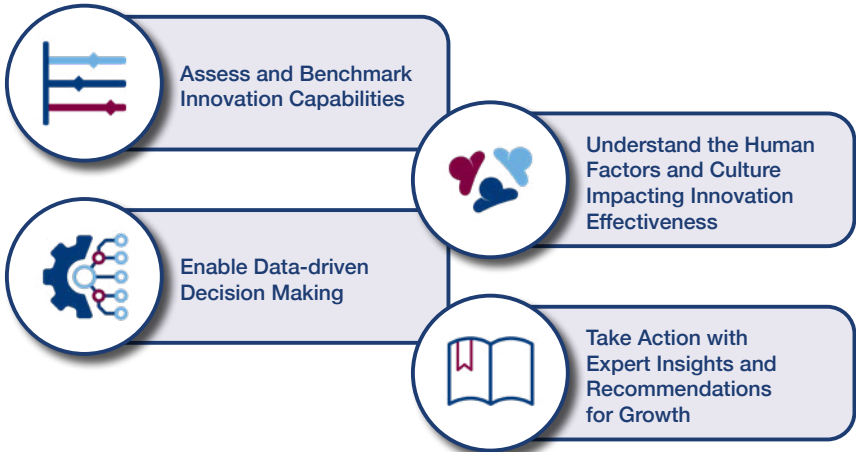 Assess and Benchmark
Innovation Capabilities
Understand the Human
Factors and Culture
Impacting Innovation
Effectiveness
Enable Data-driven
Decision Making
Take Action with
Expert Insights and
Recommendations
for Growth